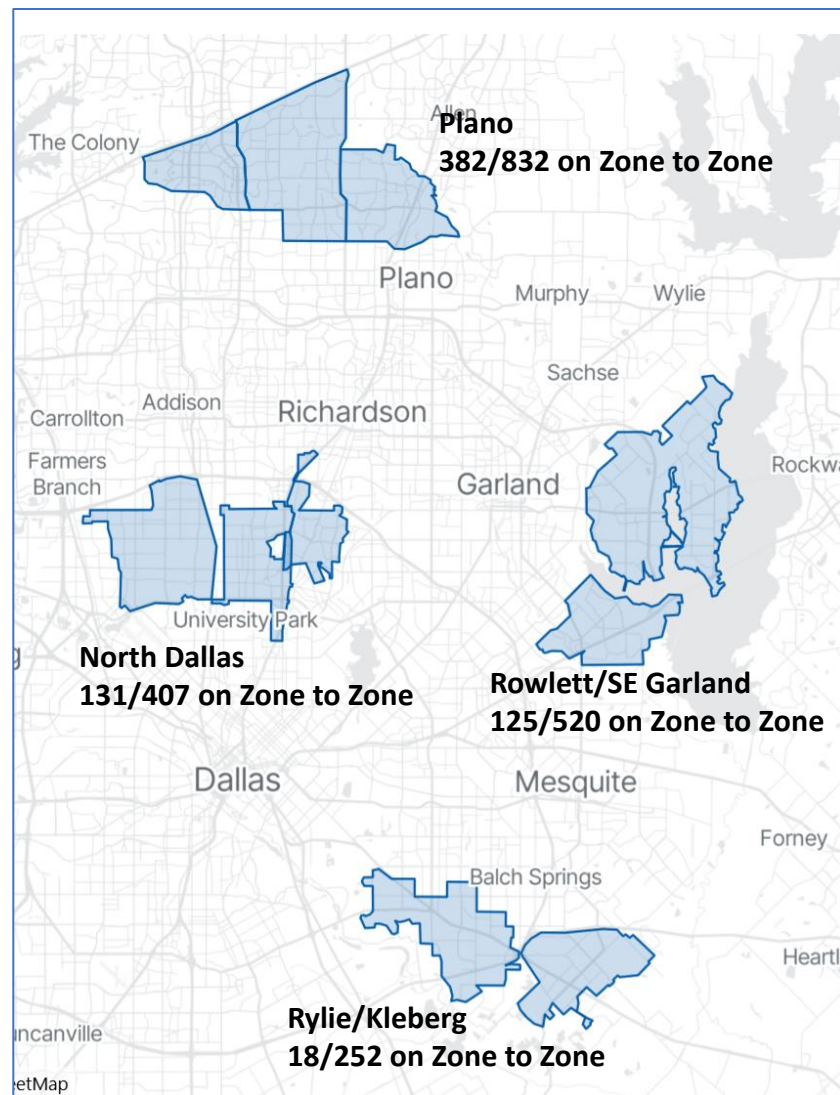 Allen
Plano
The Colony
382/832 on Zone to Zone
Plano
Murphy
Wylie
Sachse
Addison
Richardson
Carrollton
Farmers
Branch
Garland
Rockwa
University Park
North Dallas
131/407 on Zone to Zone
Rowlett/SE Garland
125/520 on Zone to Zone
Dallas
Mesquite
Forney
Balch Springs
Heartl
Rylie/Kleberg
18/252 on Zone to Zone
uncanville
eetMap